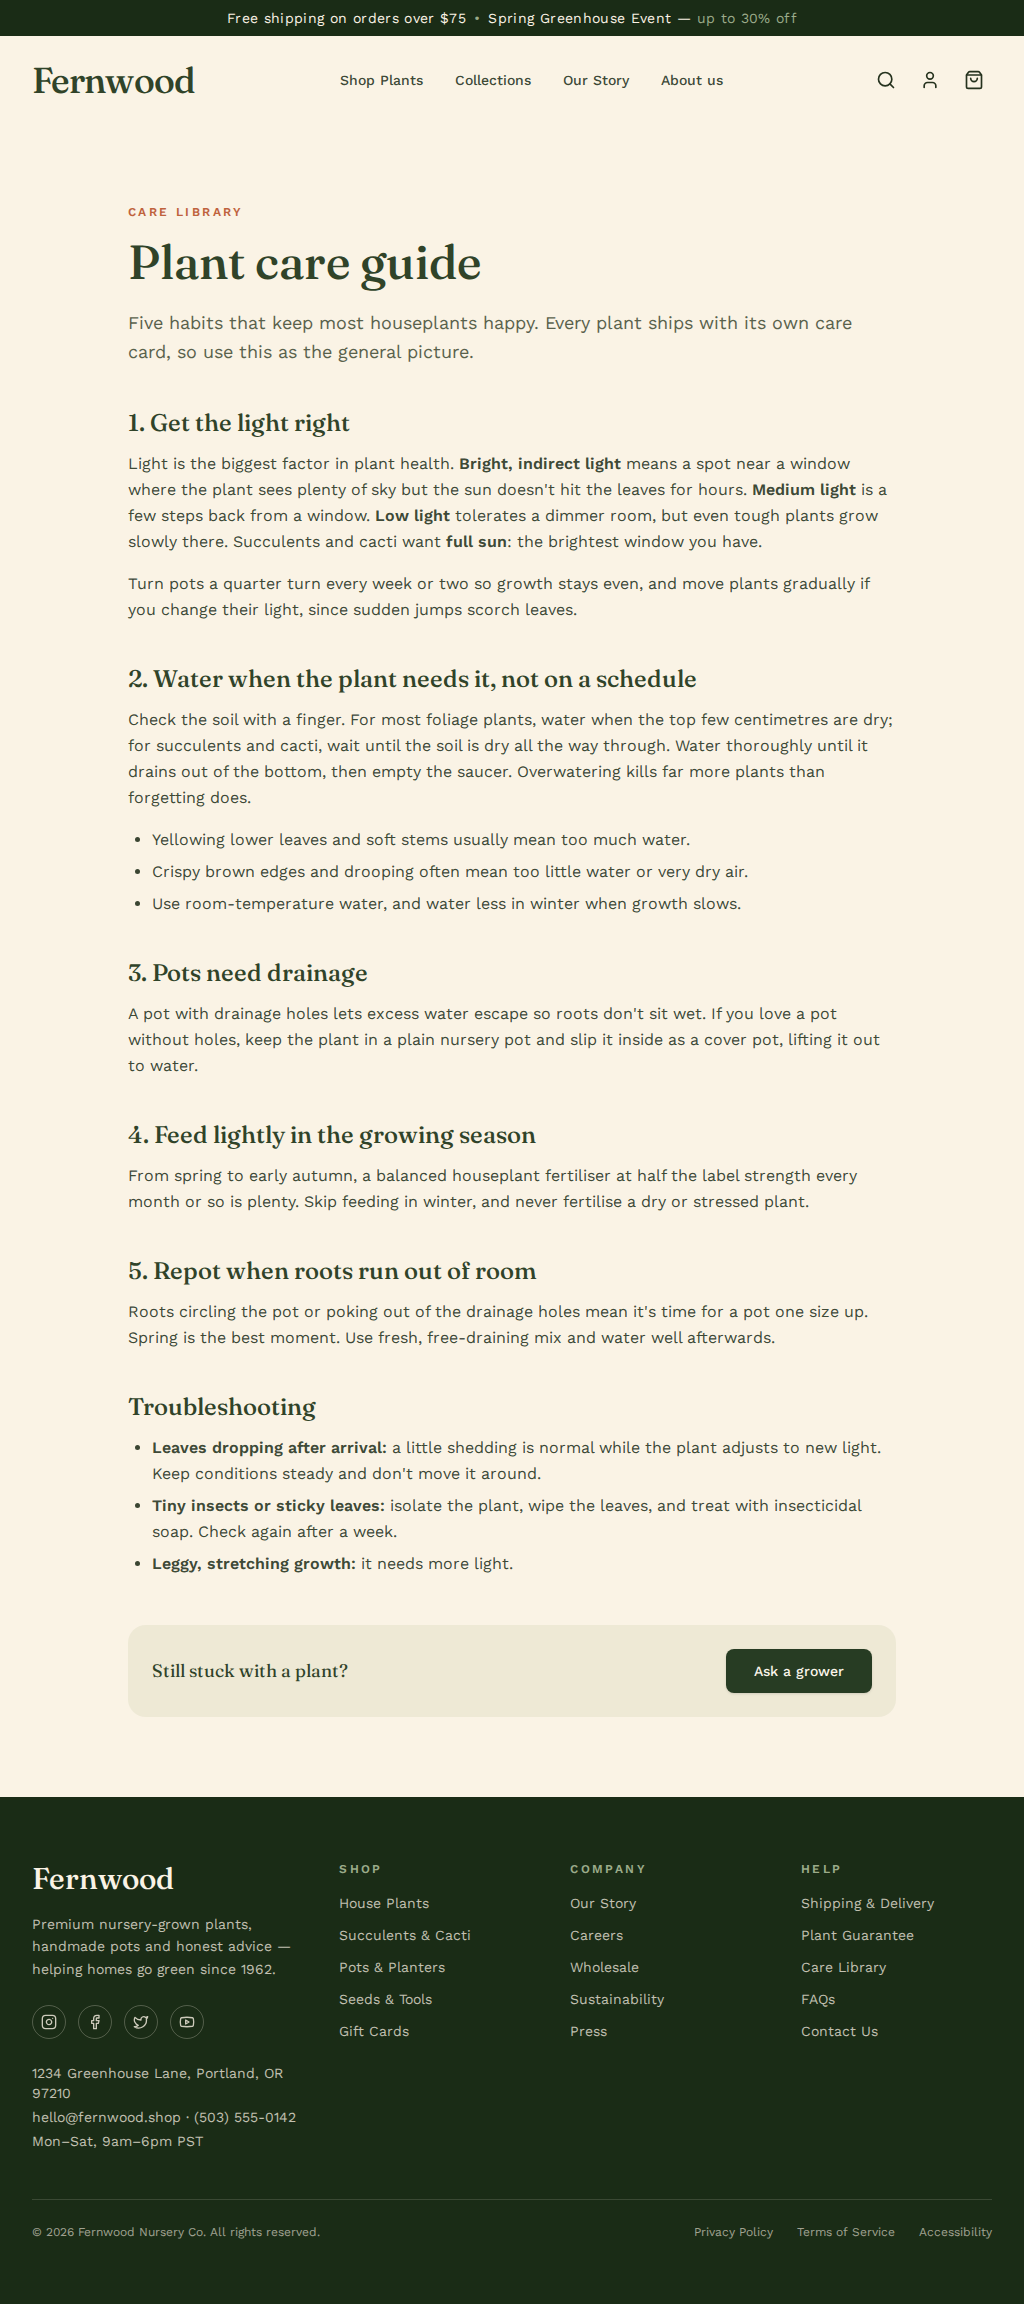 Free shipping on orders over $75 • Spring Greenhouse Event — up to 30% off
Fernwood
Shop Plants
Collections
Our Story
About us
CARE LIBRARY
Plant care guide
Five habits that keep most houseplants happy. Every plant ships with its own care
card, so use this as the general picture.
1. Get the light right
Light is the biggest factor in plant health. Bright, indirect light means a spot near a window
where the plant sees plenty of sky but the sun doesn't hit the leaves for hours. Medium light is a
few steps back from a window. Low light tolerates a dimmer room, but even tough plants grow
slowly there. Succulents and cacti want full sun: the brightest window you have.
Turn pots a quarter turn every week or two so growth stays even, and move plants gradually if
you change their light, since sudden jumps scorch leaves.
2. Water when the plant needs it, not on a schedule
Check the soil with a finger. For most foliage plants, water when the top few centimetres are dry;
for succulents and cacti, wait until the soil is dry all the way through. Water thoroughly until it
drains out of the bottom, then empty the saucer. Overwatering kills far more plants than
forgetting does.
• Yellowing lower leaves and soft stems usually mean too much water.
• Crispy brown edges and drooping often mean too little water or very dry air.
• Use room-temperature water, and water less in winter when growth slows.
3. Pots need drainage
A pot with drainage holes lets excess water escape so roots don't sit wet. If you love a pot
without holes, keep the plant in a plain nursery pot and slip it inside as a cover pot, lifting it out
to water.
4. Feed lightly in the growing season
From spring to early autumn, a balanced houseplant fertiliser at half the label strength every
month or so is plenty. Skip feeding in winter, and never fertilise a dry or stressed plant.
5. Repot when roots run out of room
Roots circling the pot or poking out of the drainage holes mean it's time for a pot one size up.
Spring is the best moment. Use fresh, free-draining mix and water well afterwards.
Troubleshooting
• Leaves dropping after arrival: a little shedding is normal while the plant adjusts to new light.
Keep conditions steady and don't move it around.
• Tiny insects or sticky leaves: isolate the plant, wipe the leaves, and treat with insecticidal
soap. Check again after a week.
• Leggy, stretching growth: it needs more light.
Still stuck with a plant?
Ask a grower
Fernwood
Premium nursery-grown plants,
handmade pots and honest advice —
helping homes go green since 1962.
1234 Greenhouse Lane, Portland, OR
97210
hello@fernwood.shop · (503) 555-0142
Mon–Sat, 9am–6pm PST
SHOP
House Plants
Succulents & Cacti
Pots & Planters
Seeds & Tools
Gift Cards
COMPANY
Our Story
Careers
Wholesale
Sustainability
Press
HELP
Shipping & Delivery
Plant Guarantee
Care Library
FAQs
Contact Us
© 2026 Fernwood Nursery Co. All rights reserved.
Privacy Policy
Terms of Service
Accessibility